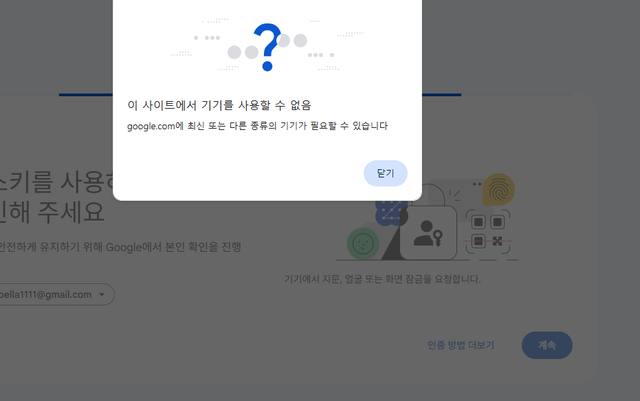 이 사이트에서 기기를 사용할 수 없음
google.com에 최신 또는 다른 종류의 기기가 필요할 수 있습니다
닫기
스키를 사용하
인해 주세요
안전하게 유지하기 위해 Google에서 본인 확인을 진행
bella1111@gmail.com
기기에서 지문, 얼굴 또는 화면 잠금을 요청합니다.
인증 방법 더보기
계속